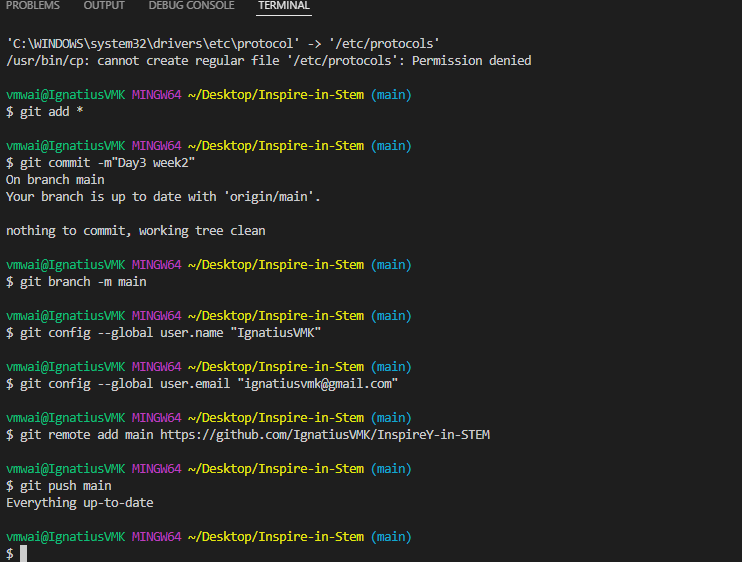 PROBLEMS OUTPUT DEBUG CONSOLE TERMINAL
'C:\WINDOWS\system32\drivers\etc\protocol' -> '/etc/protocols'
/usr/bin/cp: cannot create regular file '/etc/protocols': Permission denied
vmwai@IgnatiusVMK MINGW64 ~/Desktop/Inspire-in-Stem (main)
$ git add *
vmwai@IgnatiusVMK MINGW64 ~/Desktop/Inspire-in-Stem (main)
$ git commit -m"Day3 week2"
On branch main
Your branch is up to date with 'origin/main'.
nothing to commit, working tree clean
vmwai@IgnatiusVMK MINGW64 ~/Desktop/Inspire-in-Stem (main)
$ git branch -m main
vmwai@IgnatiusVMK MINGW64 ~/Desktop/Inspire-in-Stem (main)
$ git config --global user.name "IgnatiusVMK"
vmwai@IgnatiusVMK MINGW64 ~/Desktop/Inspire-in-Stem (main)
$ git config --global user.email "ignatiusvmk@gmail.com"
vmwai@IgnatiusVMK MINGW64 ~/Desktop/Inspire-in-Stem (main)
$ git remote add main https://github.com/IgnatiusVMK/InspireY-in-STEM
vmwai@IgnatiusVMK MINGW64 ~/Desktop/Inspire-in-Stem (main)
$ git push main
Everything up-to-date
vmwai@IgnatiusVMK MINGW64 ~/Desktop/Inspire-in-Stem (main)
$